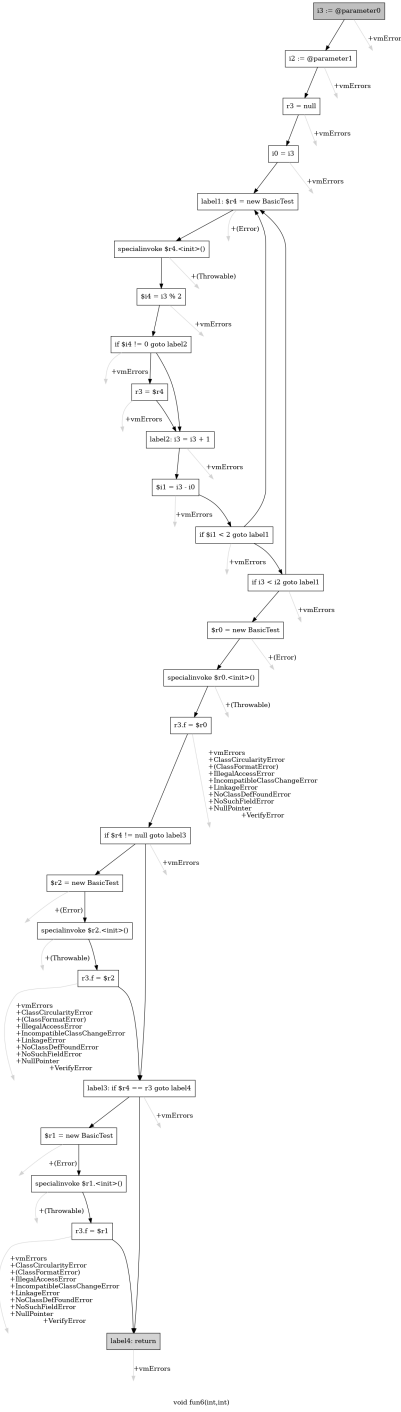 i3 := @parameter0
+vmError
i2 := @parameter1
+vmErrors
r3 = null
+vmErrors
i0 = i3
+vmErrors
label1: $r4 = new BasicTest
+(Error)
specialinvoke $r4.<init>()
+(Throwable)
$i4 = i3 % 2
+vmErrors
if $i4 != 0 goto label2
+vmErrors
r3 = $r4
+vmErrors
label2: i3 = i3 + 1
+vmErrors
$i1 = i3 - i0
+vmErrors
if $i1 < 2 goto label1
+vmErrors
if i3 < i2 goto label1
+vmErrors
$r0 = new BasicTest
+(Error)
specialinvoke $r0.<init>()
+(Throwable)
r3.f = $r0
+vmErrors
+ClassCircularityError
+(ClassFormatError)
+IllegalAccessError
+IncompatibleClassChangeError
+LinkageError
+NoClassDefFoundError
+NoSuchFieldError
+NullPointer
+VerifyError
if $r4 != null goto label3
+vmErrors
$r2 = new BasicTest
+(Error)
specialinvoke $r2.<init>()
+(Throwable)
r3.f = $r2
+vmErrors
+ClassCircularityError
+(ClassFormatError)
+IllegalAccessError
+IncompatibleClassChangeError
+LinkageError
+NoClassDefFoundError
+NoSuchFieldError
+NullPointer
+VerifyError
label3: if $r4 == r3 goto label4
+vmErrors
$r1 = new BasicTest
+(Error)
specialinvoke $r1.<init>()
+(Throwable)
r3.f = $r1
+vmErrors
+ClassCircularityError
+(ClassFormatError)
+IllegalAccessError
+IncompatibleClassChangeError
+LinkageError
+NoClassDefFoundError
+NoSuchFieldError
+NullPointer
+VerifyError
label4: return
+vmErrors
void fun6(int,int)